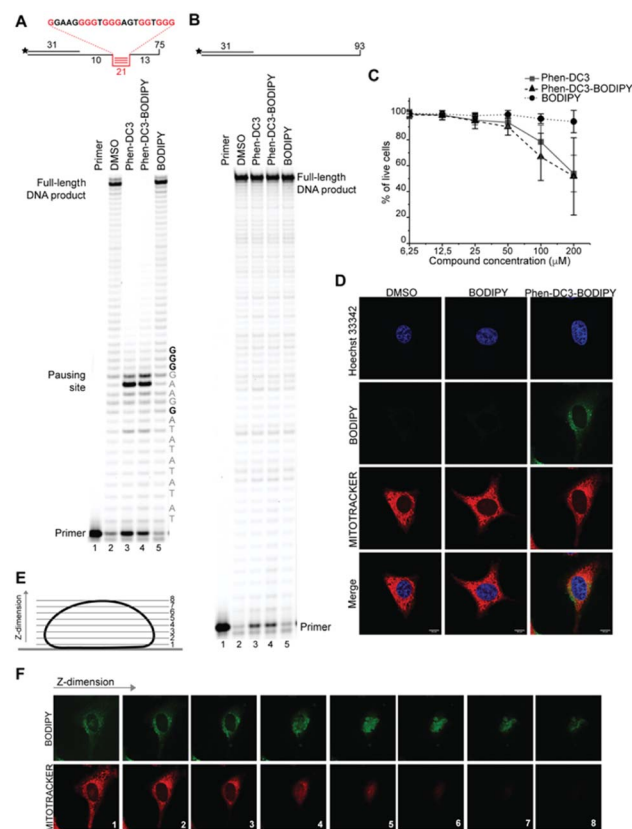 A
GGAAGGGGTGGGAGTGGTGGG
31
75
10
13
21
Primer
DMSO
Phen-DC3
Phen-DC3-BODIPY
BODIPY
Full-length
DNA product
Pausing
site
G
G
G
G
A
A
G
G
A
T
A
T
A
T
A
T
Primer
1 2 3 4 5
B
31
93
Primer
DMSO
Phen-DC3
Phen-DC3-BODIPY
BODIPY
Full-length
DNA product
Primer
1 2 3 4 5
C
Phen-DC3
Phen-DC3-BODIPY
BODIPY
% of live cells
100
80
60
40
20
0
6,25 12,5 25 50 100 200
Compound concentration (μM)
D
DMSO BODIPY Phen-DC3-BODIPY
Hoechst 33342
BODIPY
MITOTRACKER
Merge
E
Z-dimension
8
7
6
5
4
3
2
1
F
Z-dimension
BODIPY
MITOTRACKER
1 2 3 4 5 6 7 8